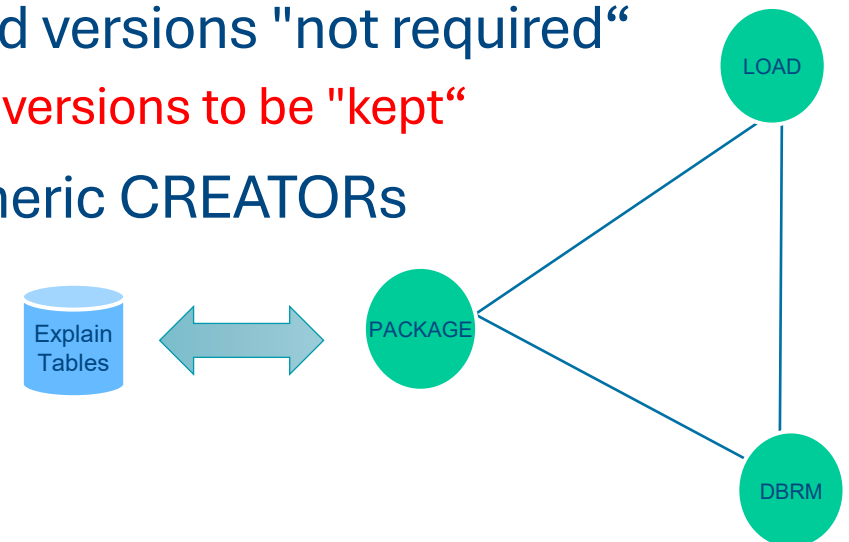 d versions "not required“
versions to be "kept“
neric CREATORs
LOAD
Explain
Tables
PACKAGE
DBRM